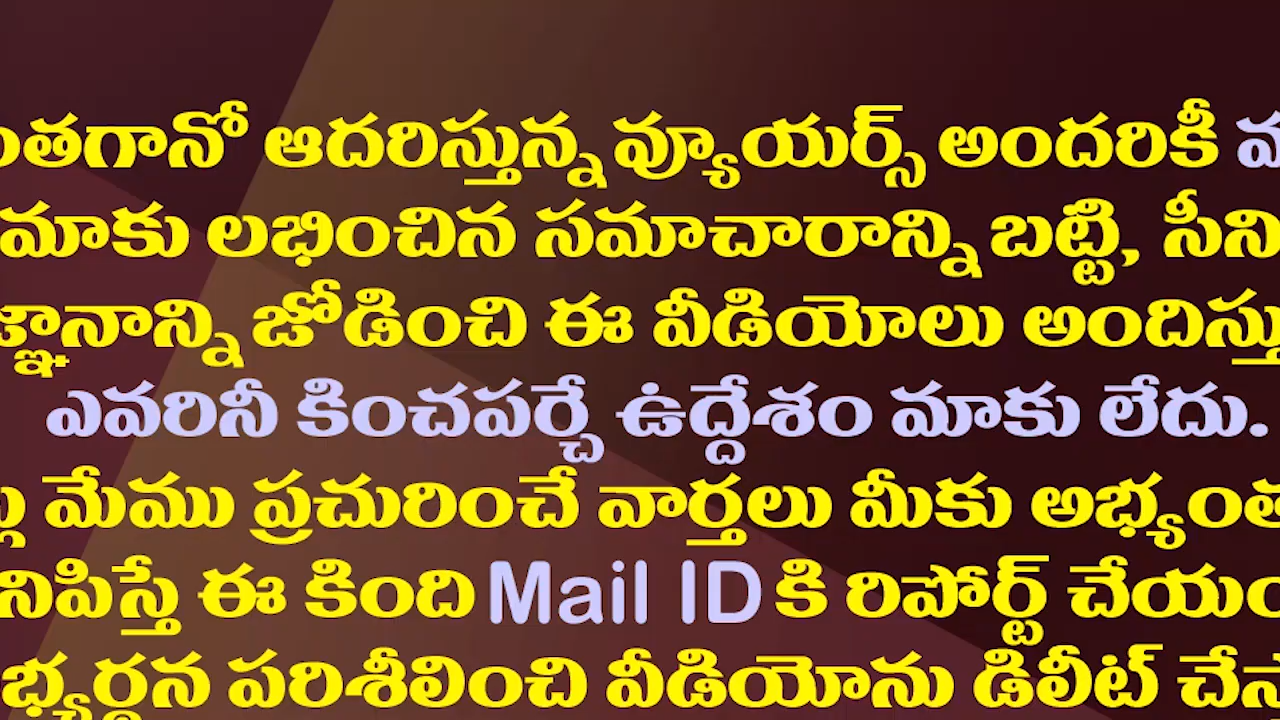 ఆదరిస్తున్న వ్యూయర్స్ అందరికీ
మాకు లభించిన సమాచారాన్ని బట్టి, సీని
జోడించి ఈ వీడియోలు
ఎవరినీ కించపర్చే ఉద్దేశం మాకు లేదు.
మేము ప్రచురించే వార్తలు మీకు
ఈ కింది Mail ID కి రిపోర్ట్
పరిశీలించి వీడియోను డిలీట్